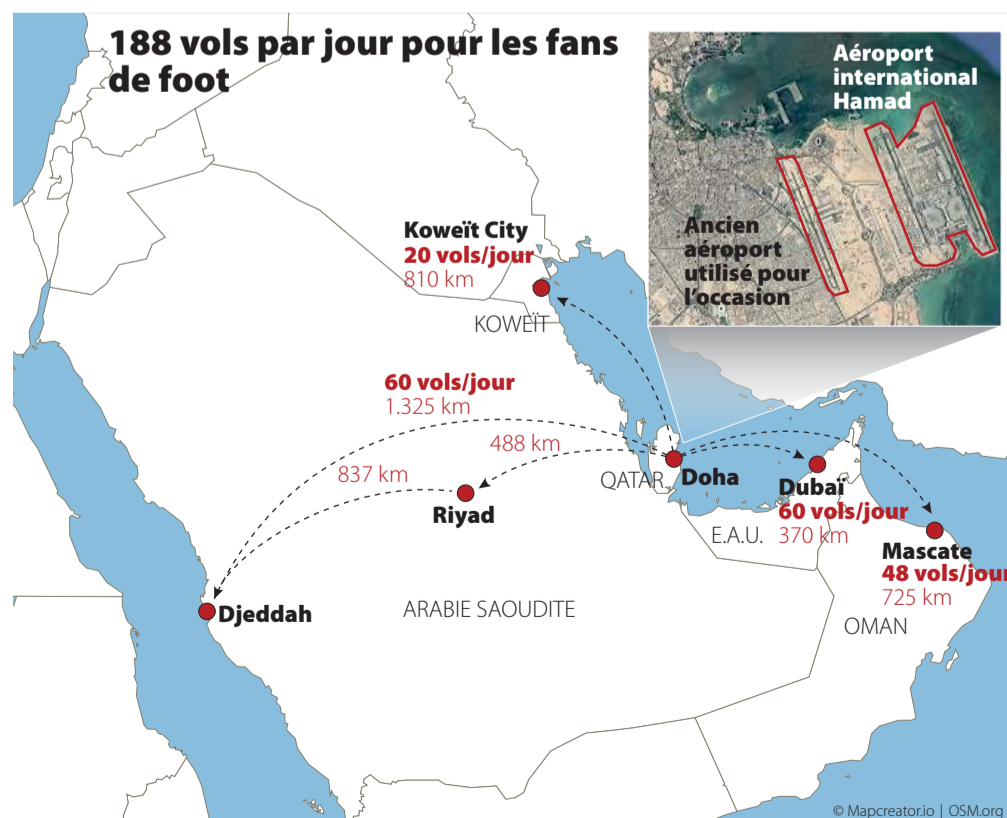 188 vols par jour pour les fans
de foot
Aéroport
international
Hamad
Ancien
aéroport
utilisé pour
l'occasion
Koweït City
20 vols/jour
810 km
KOWEÏT
60 vols/jour
1.325 km
488 km
837 km
QATAR
Doha
Riyad
Dubaï
60 vols/jour
370 km
E.A.U.
Mascate
48 vols/jour
725 km
Djeddah
ARABIE SAOUDITE
OMAN
© Mapcreator.io | OSM.org